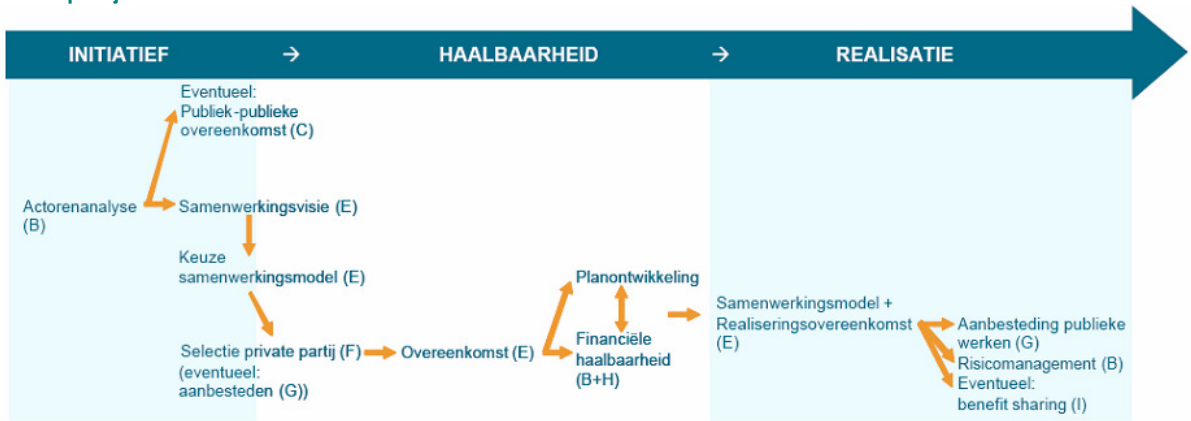 INITIATIEF → HAALBAARHEID → REALISATIE
Eventueel:
Publiek-publieke
overeenkomst (C)
Actorenanalyse
(B)
Samenwerkingsvisie (E)
Keuze
samenwerkingsmodel (E)
Selectie private partij (F)
(eventueel:
aanbesteden (G))
Overeenkomst (E)
Planontwikkeling
Financiële
haalbaarheid
(B+H)
Samenwerkingsmodel +
Realiseringsovereenkomst
(E)
Aanbesteding publieke
werken (G)
Risicomanagement (B)
Eventueel:
benefit sharing (I)